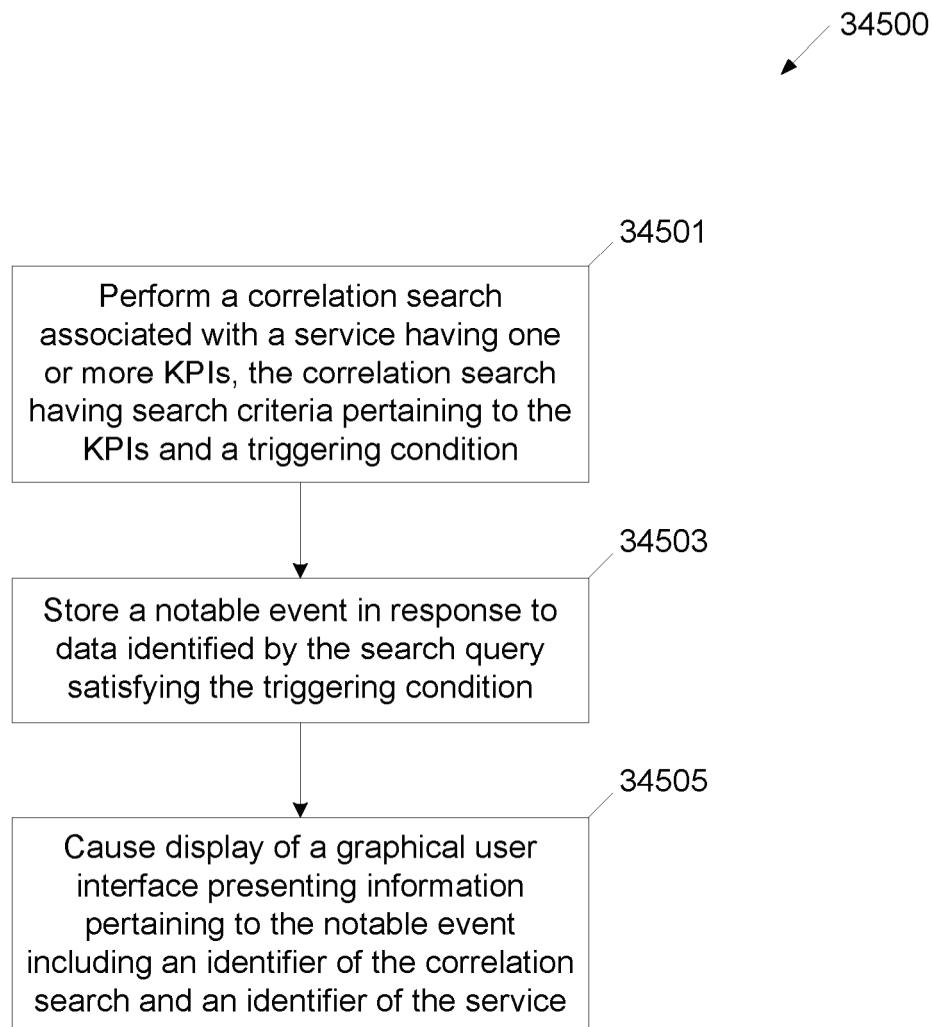 34500
34501
Perform a correlation search
associated with a service having one
or more KPIs, the correlation search
having search criteria pertaining to the
KPIs and a triggering condition
34503
Store a notable event in response to
data identified by the search query
satisfying the triggering condition
34505
Cause display of a graphical user
interface presenting information
pertaining to the notable event
including an identifier of the correlation
search and an identifier of the service